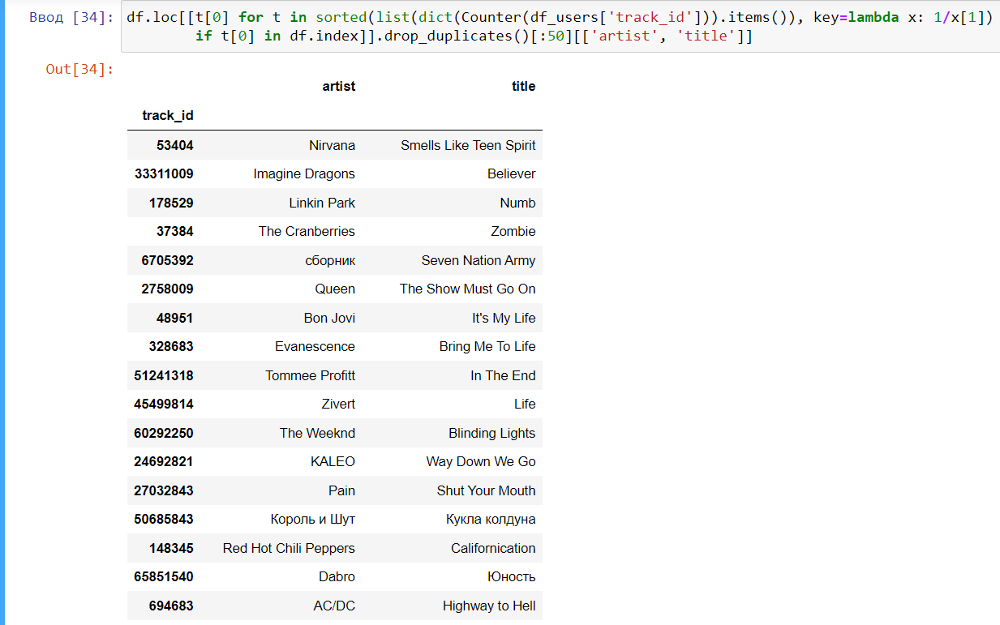 Ввод [34]: df.loc[[t[0] for t in sorted(list(dict(Counter(df_users['track_id'])).items()), key=lambda x: 1/x[1])
if t[0] in df.index]].drop_duplicates()[:50][['artist', 'title']]
Out[34]:
artist title
track_id
53404 Nirvana Smells Like Teen Spirit
33311009 Imagine Dragons Believer
178529 Linkin Park Numb
37384 The Cranberries Zombie
6705392 сборник Seven Nation Army
2758009 Queen The Show Must Go On
48951 Bon Jovi It's My Life
328683 Evanescence Bring Me To Life
51241318 Tommee Profitt In The End
45499814 Zivert Life
60292250 The Weeknd Blinding Lights
24692821 KALEO Way Down We Go
27032843 Pain Shut Your Mouth
50685843 Король и Шут Кукла колдуна
148345 Red Hot Chili Peppers Californication
65851540 Dabro Юность
694683 AC/DC Highway to Hell